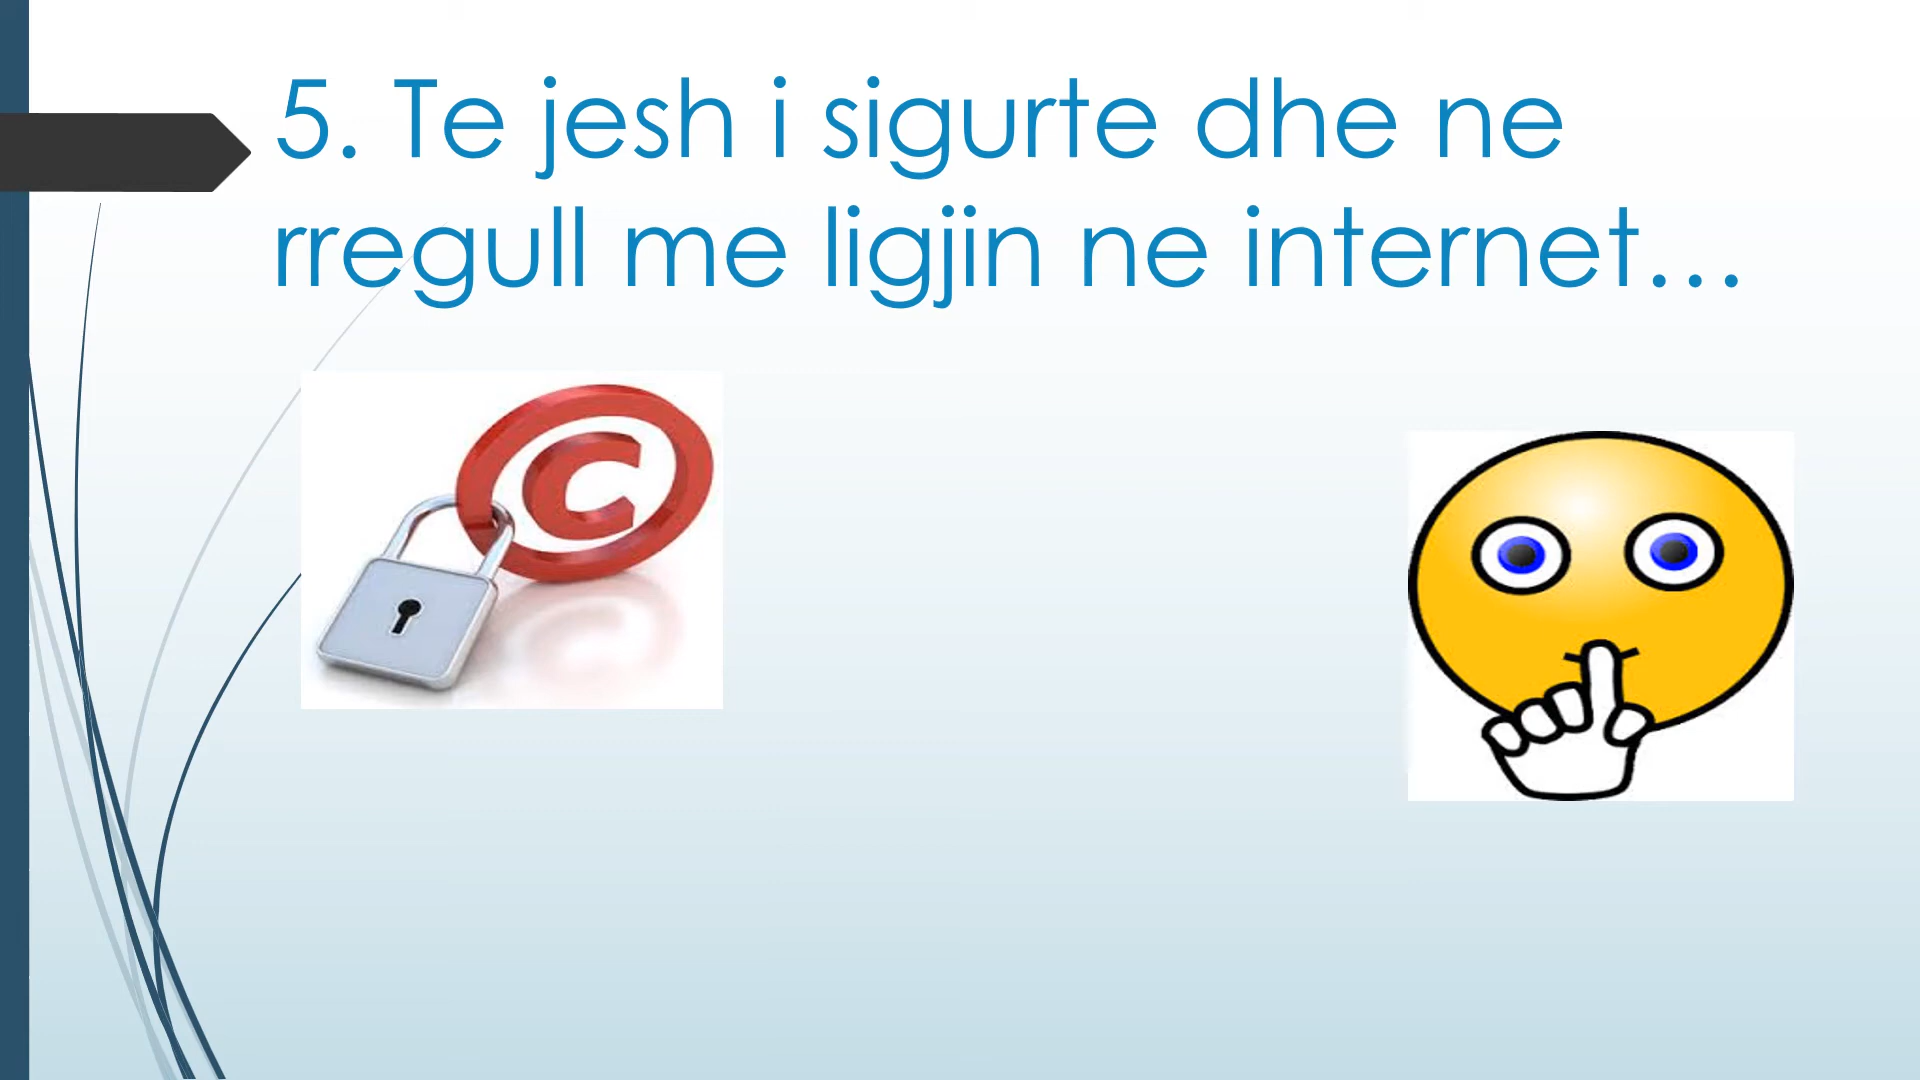 5. Te jesh i sigurte dhe ne
rregull me ligjin ne internet…